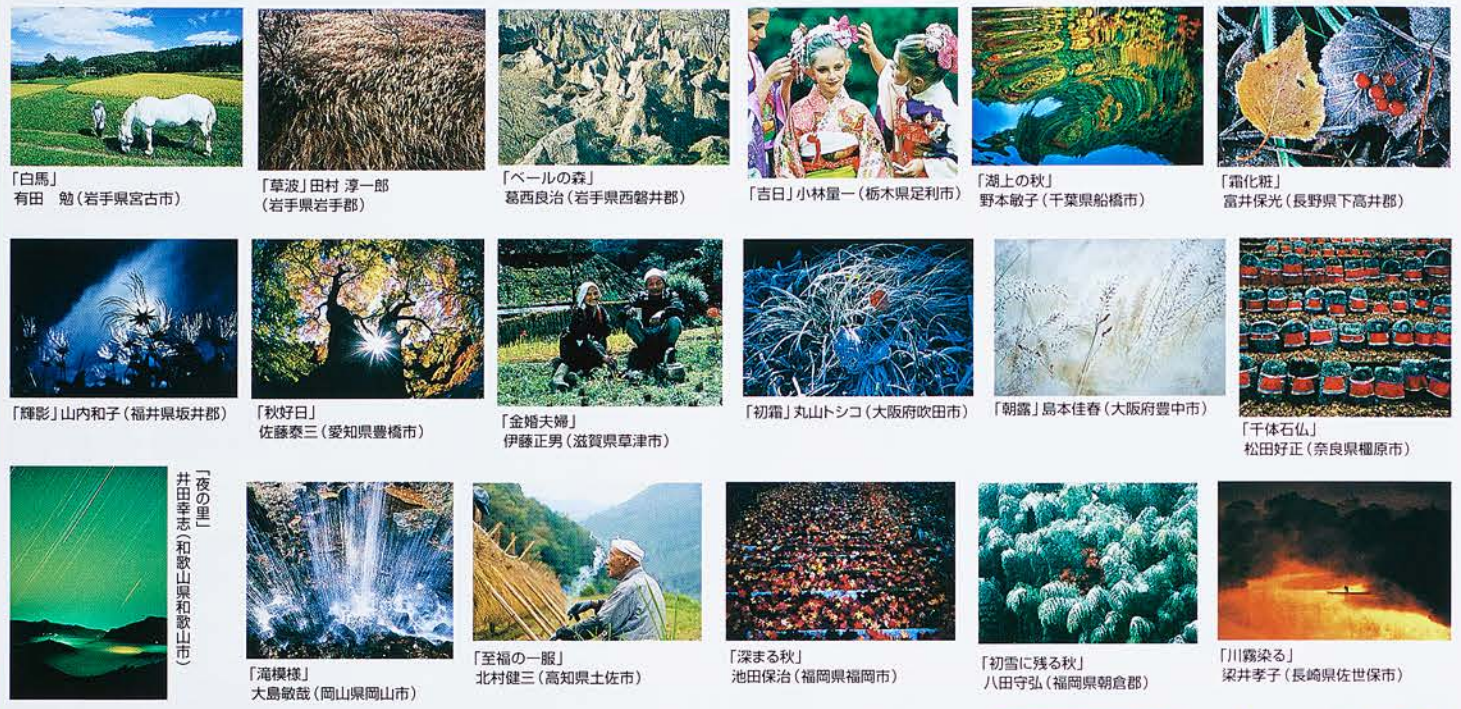 「白馬」
有田　勉（岩手県宮古市）
「草波」田村 淳一郎
（岩手県岩手郡）
「ベールの森」
葛西良治（岩手県西磐井郡）
「吉日」小林量一（栃木県足利市）
「湖上の秋」
野本敏子（千葉県船橋市）
「霜化粧」
富井保光（長野県下高井郡）
「輝影」山内和子（福井県坂井郡）
「秋好日」
佐藤泰三（愛知県豊橋市）
「金婚夫婦」
伊藤正男（滋賀県草津市）
「初霜」丸山トシコ（大阪府吹田市）
「朝露」島本佳春（大阪府豊中市）
「千体石仏」
松田好正（奈良県橿原市）
「夜の里」
井田幸志（和歌山県和歌山市）
「滝模様」
大島敏哉（岡山県岡山市）
「至福の一服」
北村健三（高知県土佐市）
「深まる秋」
池田保治（福岡県福岡市）
「初雪に残る秋」
八田守弘（福岡県朝倉郡）
「川霧染る」
梁井孝子（長崎県佐世保市）